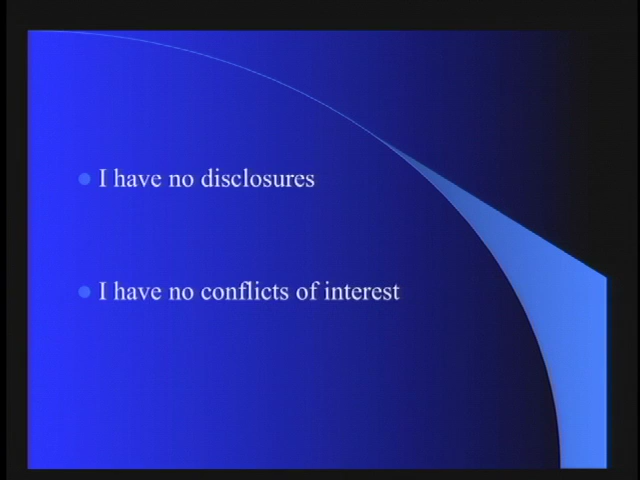 I have no disclosures
I have no conflicts of interest